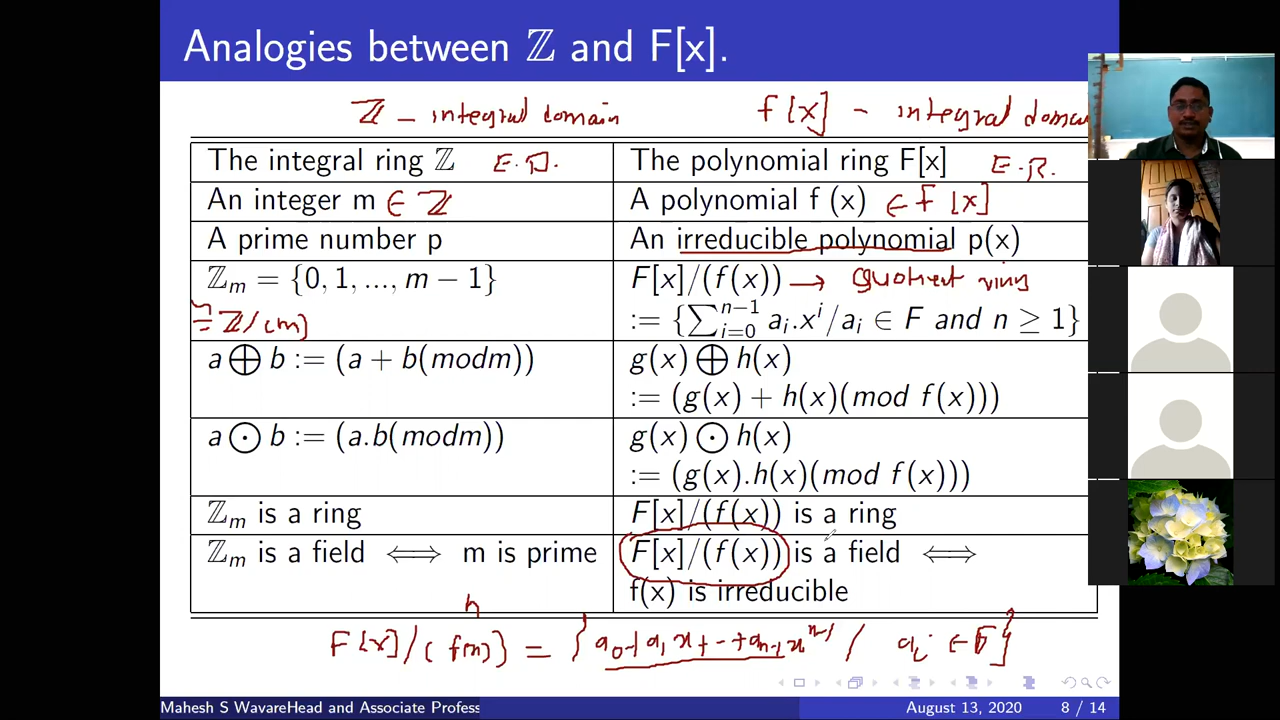 Analogies between ℤ and F[x].
ℤ – integral domain f[x] – integral doma
The integral ring ℤ E.D. The polynomial ring F[x] E.R.
An integer m ∈ ℤ A polynomial f (x) ∈ F[x]
A prime number p An irreducible polynomial p(x)
ℤm = {0, 1, ..., m − 1} F[x]/(f(x)) → Quotient ring
≅ ℤ/(m) := {∑_{i=0}^{n−1} ai.x^i/ai ∈ F and n ≥ 1}
a ⊕ b := (a + b(modm)) g(x) ⊕ h(x)
:= (g(x) + h(x)(mod f(x)))
a ⊙ b := (a.b(modm)) g(x) ⊙ h(x)
:= (g(x).h(x)(mod f(x)))
ℤm is a ring F[x]/(f(x)) is a ring
ℤm is a field ⟺ m is prime F[x]/(f(x)) is a field ⟺
f(x) is irreducible
n
F[x]/(f(x)) = {a0+a1x+-+an-1x^n-1 / ai ∈ F}
Mahesh S WavareHead and Associate Profess August 13, 2020 8 / 14